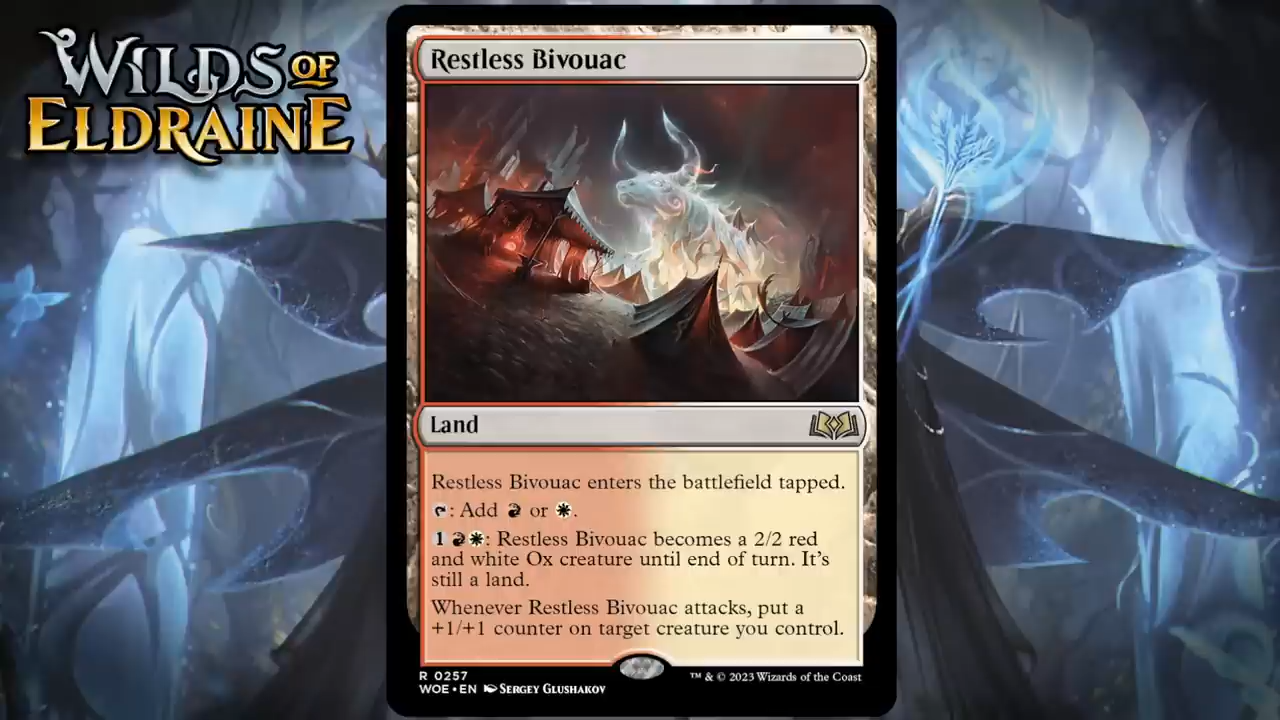 WILDS OF
ELDRAINE
Restless Bivouac
Land
Restless Bivouac enters the battlefield tapped.
: Add or .
1 : Restless Bivouac becomes a 2/2 red
and white Ox creature until end of turn. It's
still a land.
Whenever Restless Bivouac attacks, put a
+1/+1 counter on target creature you control.
R 0257
WOE • EN SERGEY GLUSHAKOV
™ & © 2023 Wizards of the Coast